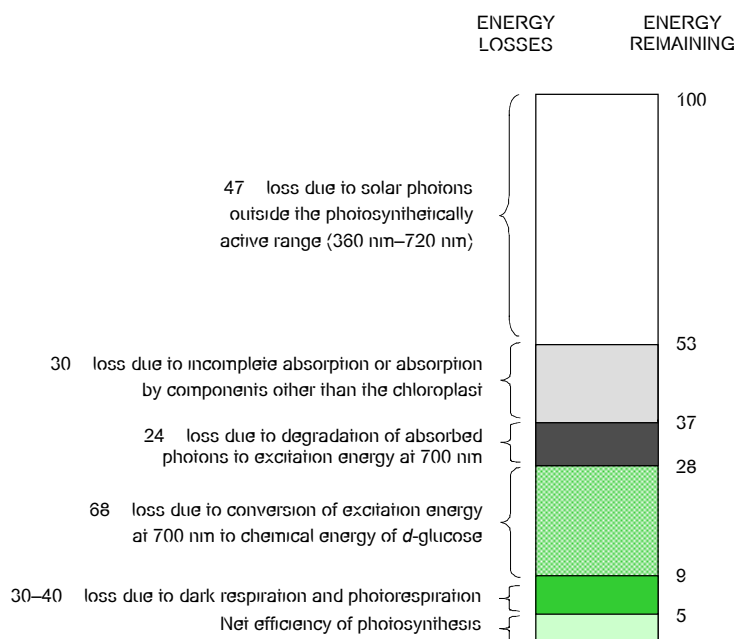 ENERGY
LOSSES
ENERGY
REMAINING
100
47 loss due to solar photons
outside the photosynthetically
active range (360 nm–720 nm)
53
30 loss due to incomplete absorption or absorption
by components other than the chloroplast
37
24 loss due to degradation of absorbed
photons to excitation energy at 700 nm
28
68 loss due to conversion of excitation energy
at 700 nm to chemical energy of d-glucose
9
30–40 loss due to dark respiration and photorespiration
5
Net efficiency of photosynthesis